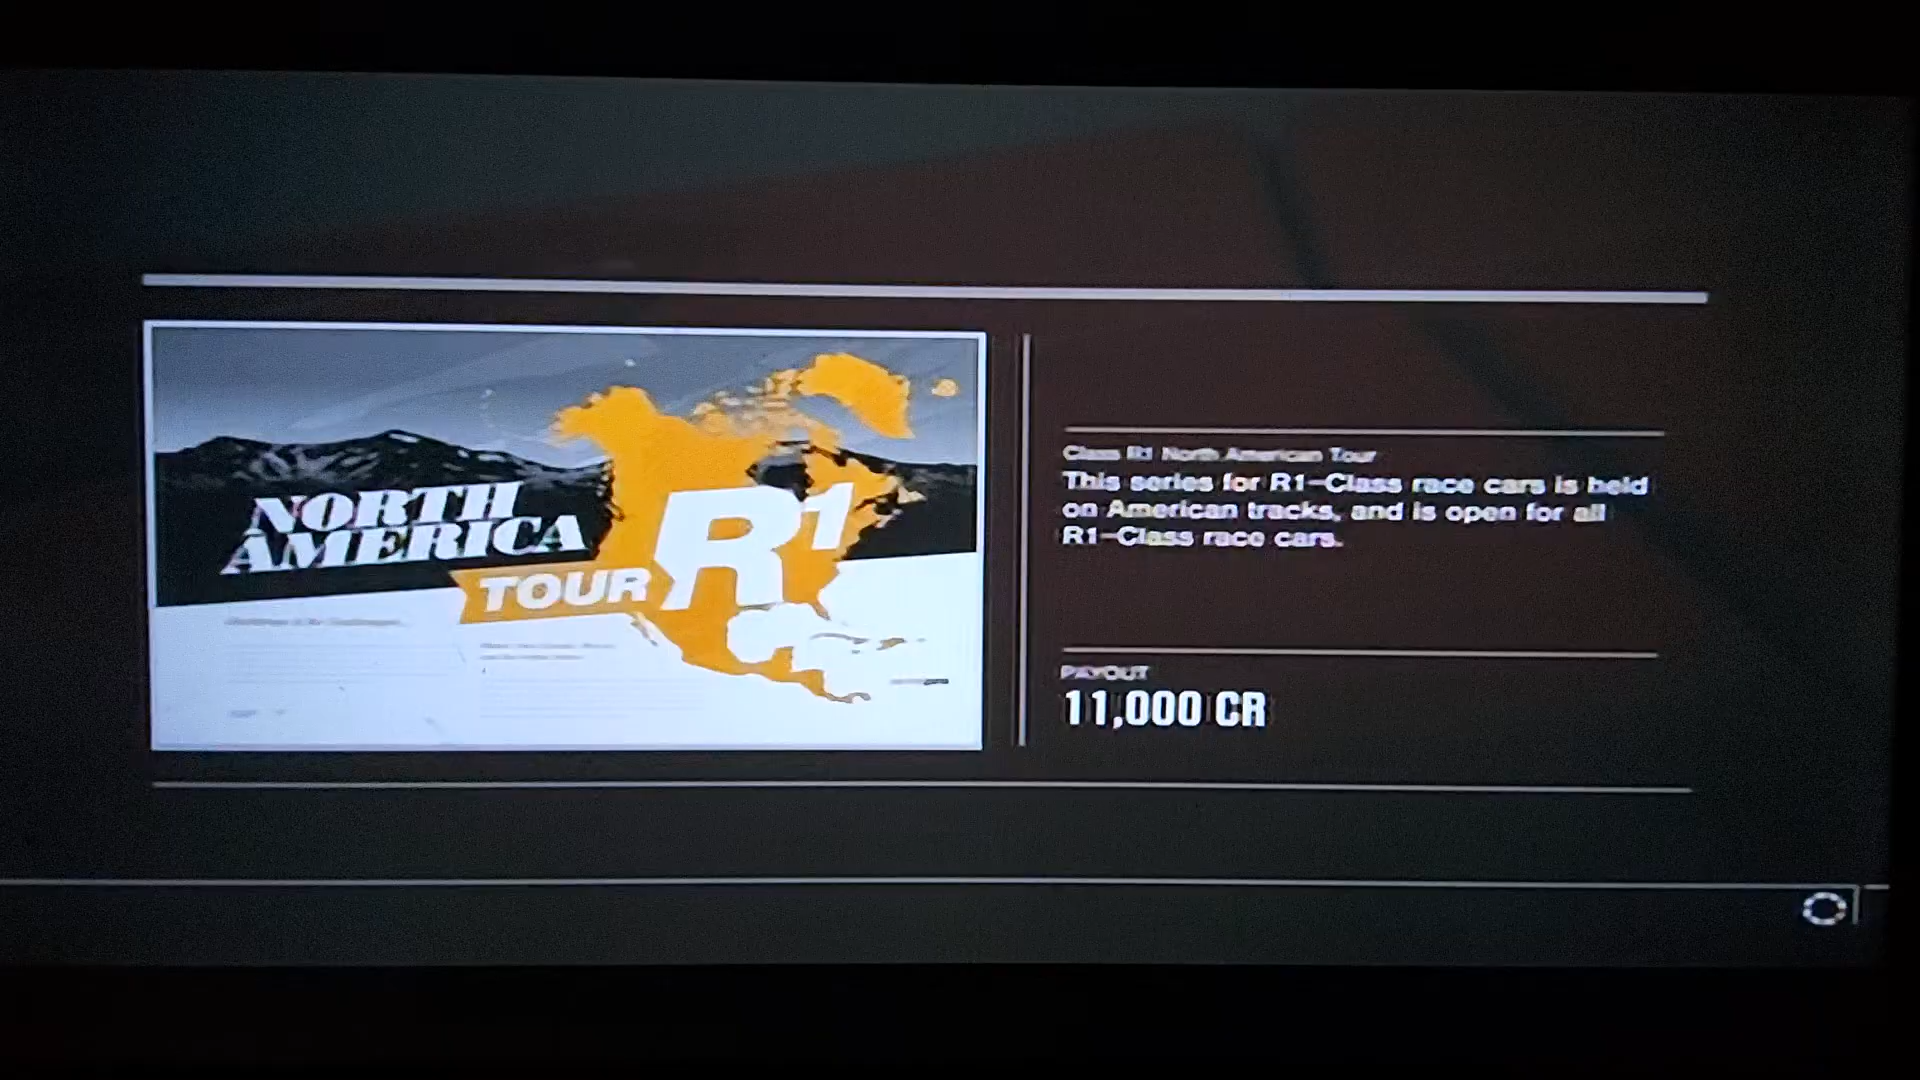 NORTH
AMERICA
TOUR
R1
Class R1 North American Tour
This series for R1-Class race cars is held
on American tracks, and is open for all
R1-Class race cars.
PAYOUT
11,000 CR